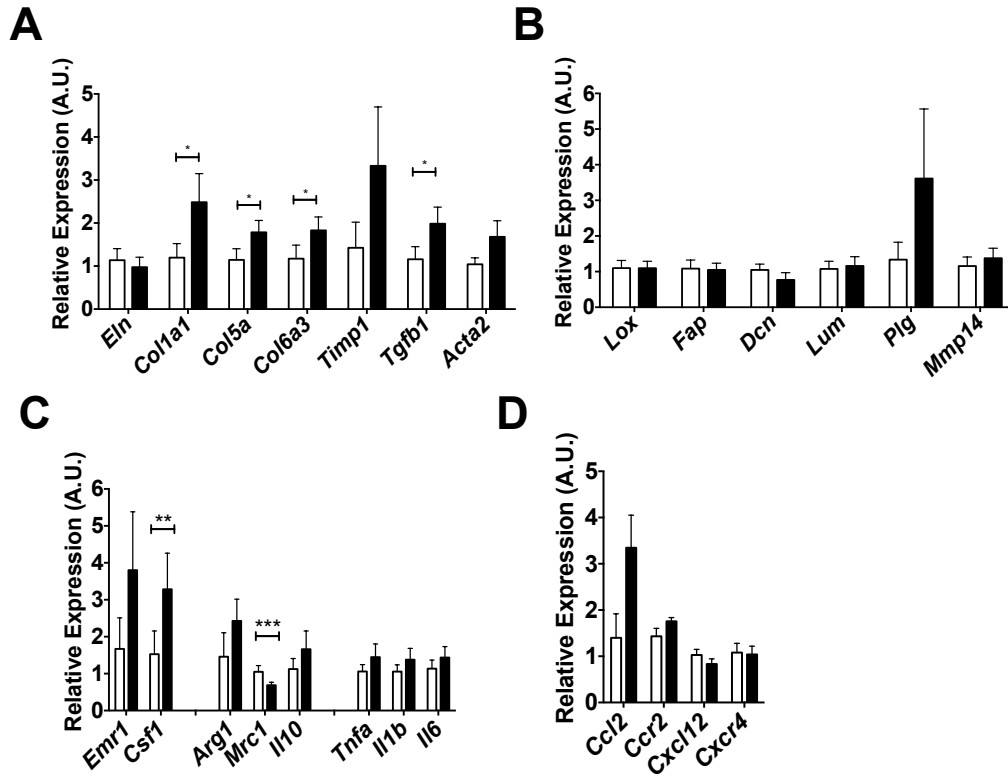 A
Relative Expression (A.U.)
5
4
3
2
1
0
*
*
*
*
Eln
Col1a1
Col5a
Col6a3
Timp1
Tgfb1
Acta2
B
Relative Expression (A.U.)
6
5
4
3
2
1
0
Lox
Fap
Dcn
Lum
Plg
Mmp14
C
Relative Expression (A.U.)
6
5
4
3
2
1
0
**
***
Emr1
Csf1
Arg1
Mrc1
Il10
Tnfa
Il1b
Il6
D
Relative Expression (A.U.)
5
4
3
2
1
0
Ccl2
Ccr2
Cxcl12
Cxcr4